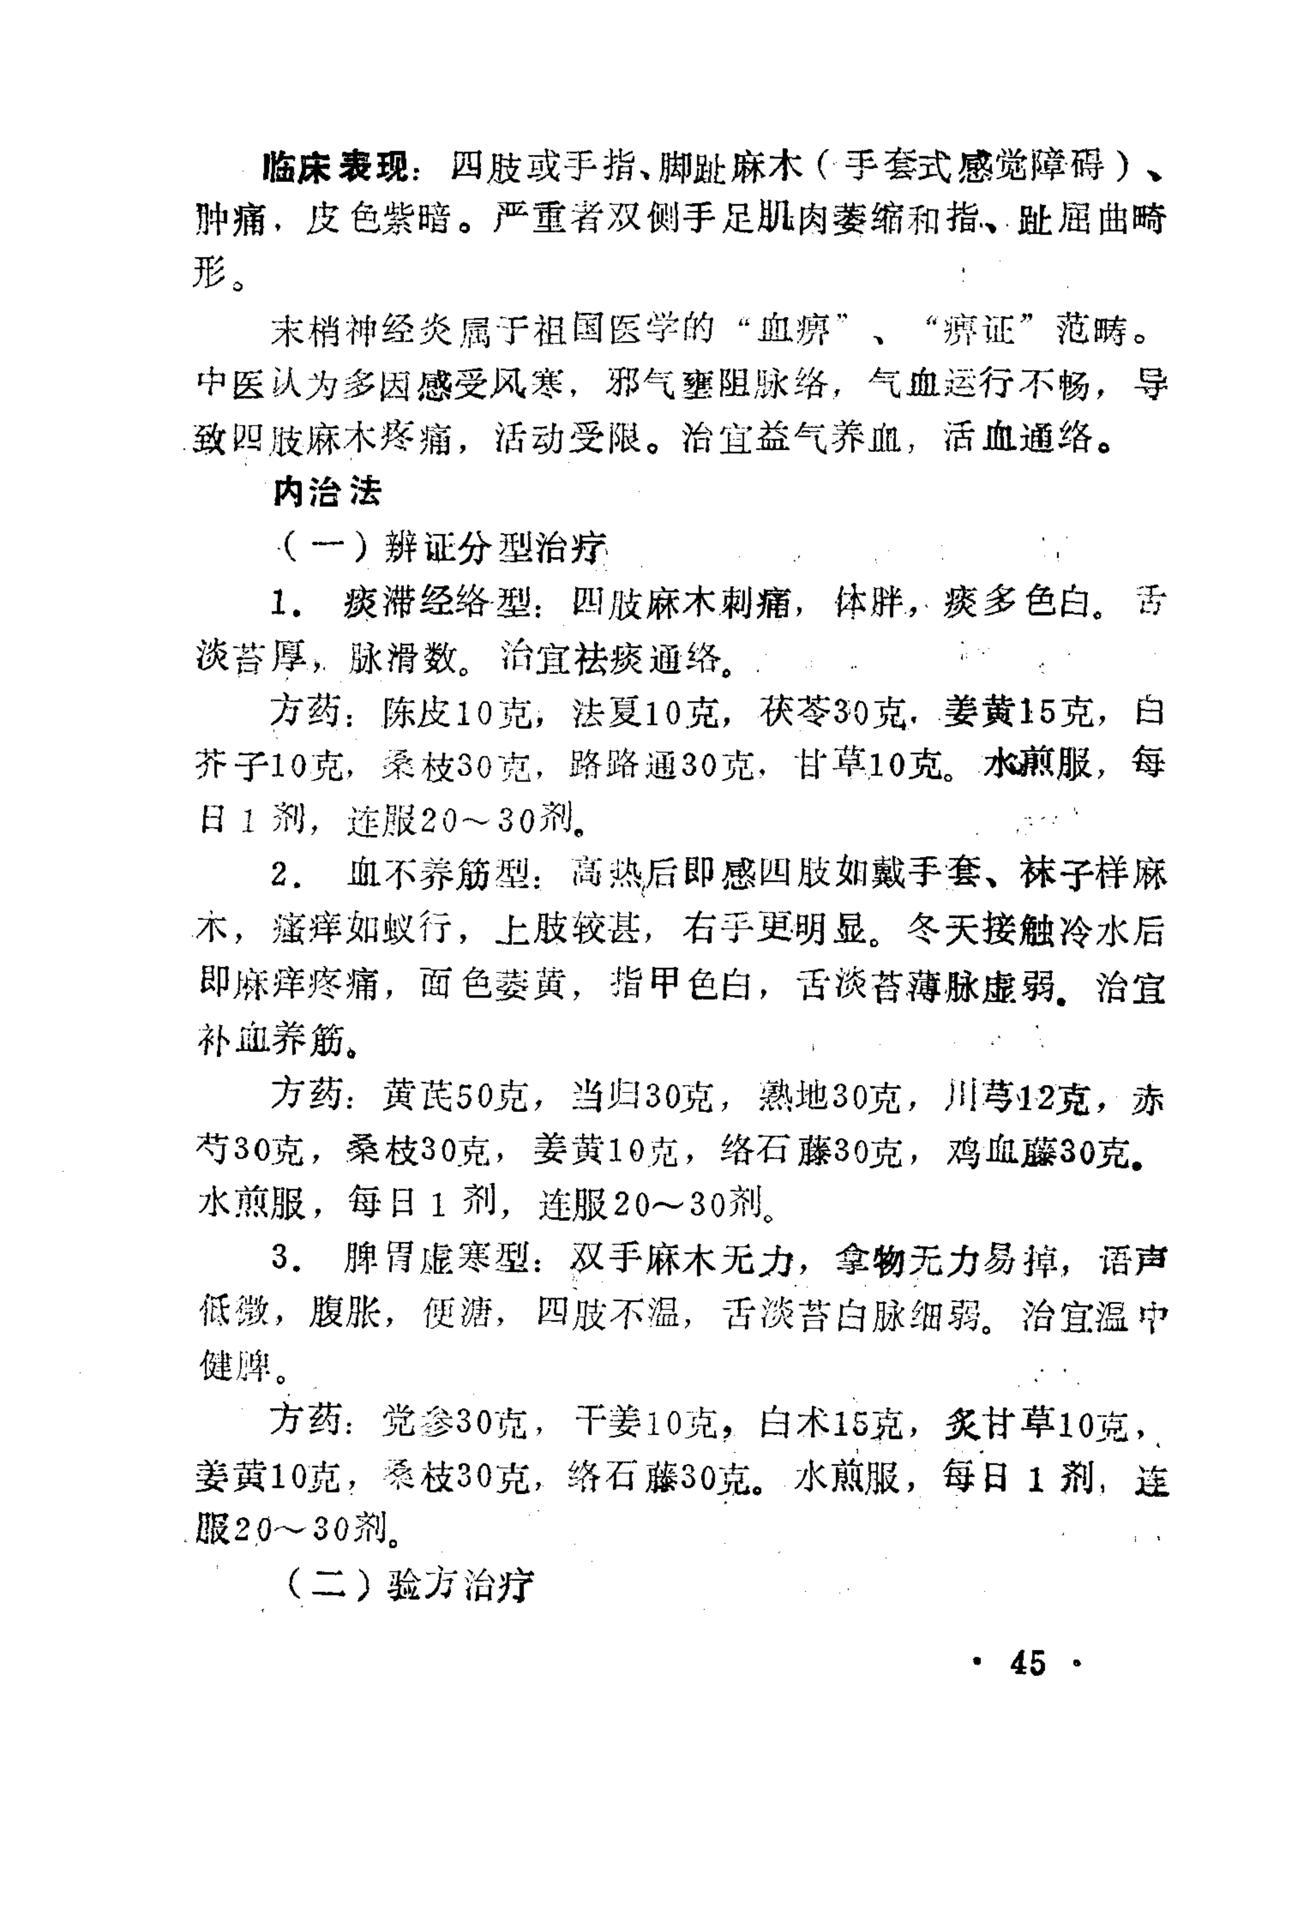 临床表现：四肢或手指、脚趾麻木（手套式感觉障碍）、
肿痛，皮色紫暗。严重者双侧手足肌肉萎缩和指、趾屈曲畸
形。
末梢神经炎属于祖国医学的“血痹”、“痹证”范畴。
中医认为多因感受风寒，邪气壅阻脉络，气血运行不畅，导
致四肢麻木疼痛，活动受限。治宜益气养血，活血通络。
内治法
（一）辨证分型治疗
1． 痰滞经络型：四肢麻木刺痛，体胖，痰多色白。舌
淡苔厚，脉滑数。治宜祛痰通络。
方药：陈皮10克，法夏10克，茯苓30克，姜黄15克，白
芥子10克，桑枝30克，路路通30克，甘草10克。水煎服，每
日1剂，连服20～30剂。
2． 血不养筋型：高热后即感四肢如戴手套、袜子样麻
木，瘙痒如蚁行，上肢较甚，右手更明显。冬天接触冷水后
即麻痒疼痛，面色萎黄，指甲色白，舌淡苔薄脉虚弱。治宜
补血养筋。
方药：黄芪50克，当归30克，熟地30克，川芎12克，赤
芍30克，桑枝30克，姜黄10克，络石藤30克，鸡血藤30克。
水煎服，每日1剂，连服20～30剂。
3． 脾胃虚寒型：双手麻木无力，拿物无力易掉，语声
低微，腹胀，便溏，四肢不温，舌淡苔白脉细弱。治宜温中
健脾。
方药：党参30克，干姜10克，白术15克，炙甘草10克，
姜黄10克，桑枝30克，络石藤30克。水煎服，每日1剂，连
服20～30剂。
（二）验方治疗
· 45 ·